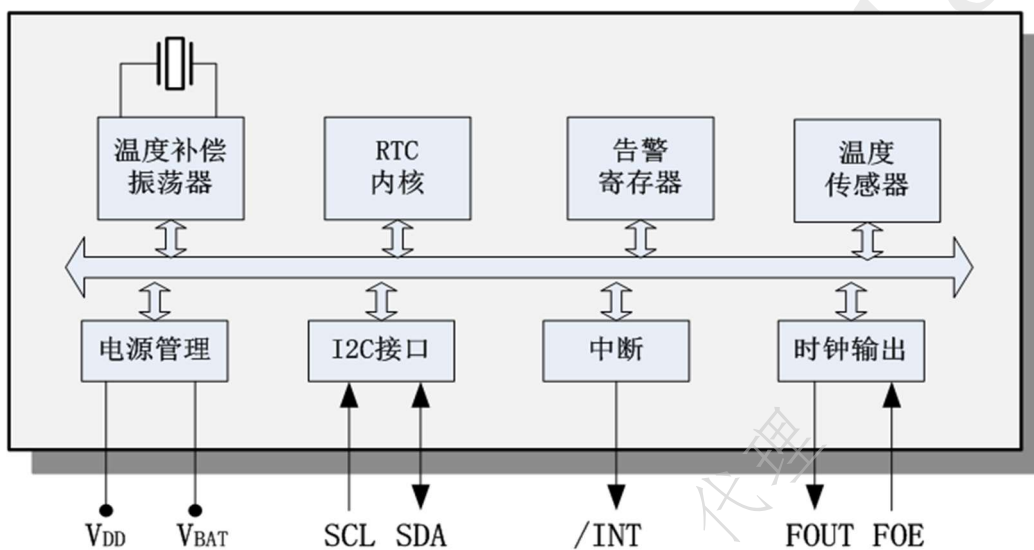 温度补偿
振荡器
RTC
内核
告警
寄存器
温度
传感器
电源管理
I2C接口
中断
时钟输出
VDD
VBAT
SCL
SDA
/INT
FOUT
FOE
代理